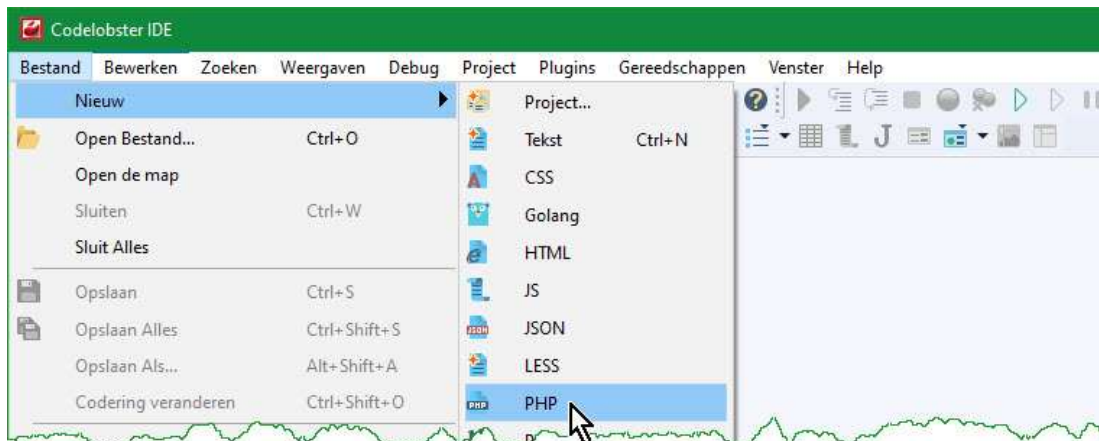 Codelobster IDE
Bestand Bewerken Zoeken Weergaven Debug Project Plugins Gereedschappen Venster Help
Nieuw
Open Bestand... Ctrl+O
Open de map
Sluiten Ctrl+W
Sluit Alles
Opslaan Ctrl+S
Opslaan Alles Ctrl+Shift+S
Opslaan Als... Alt+Shift+A
Codering veranderen Ctrl+Shift+O
Project...
Tekst Ctrl+N
CSS
Golang
HTML
JS
JSON
LESS
PHP